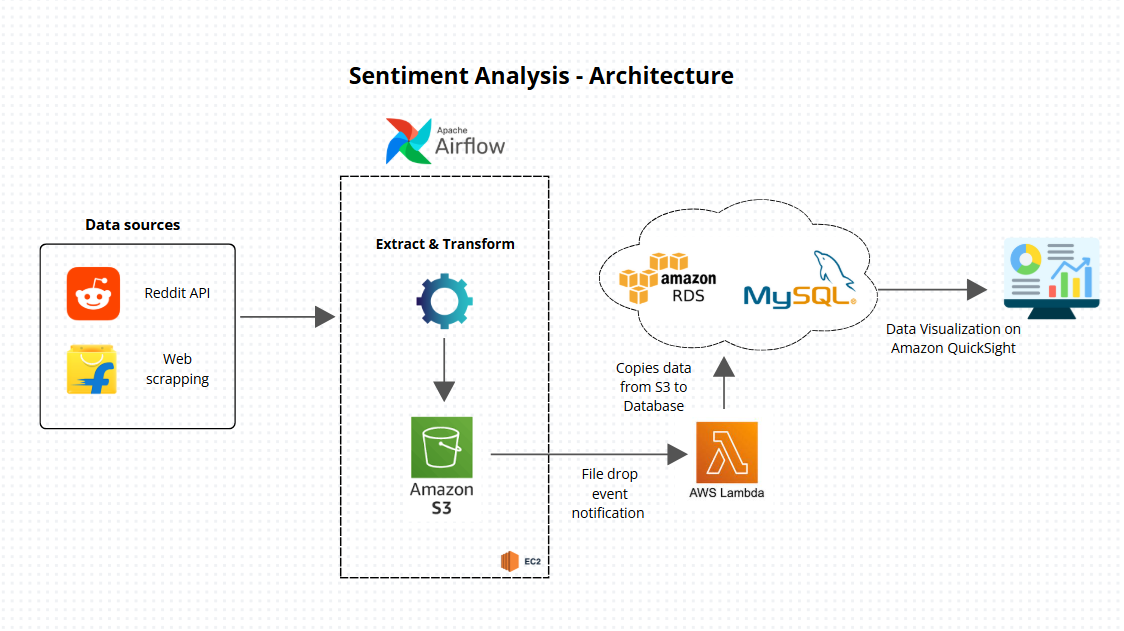 Sentiment Analysis - Architecture
Apache
Airflow
Data sources
Reddit API
Web
scrapping
Extract & Transform
Amazon
S3
EC2
File drop
event
notification
AWS Lambda
Copies data
from S3 to
Database
amazon
RDS
MySQL®
Data Visualization on
Amazon QuickSight